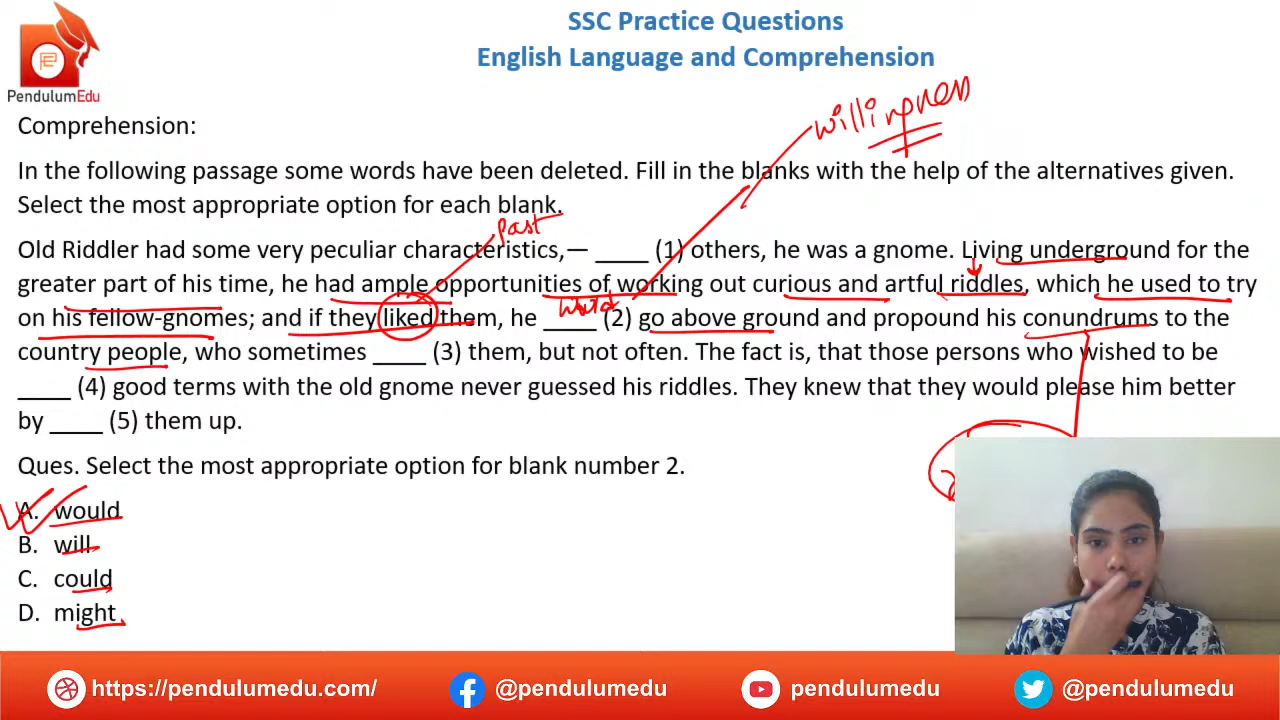 SSC Practice Questions
English Language and Comprehension
PE
PendulumEdu
willingness
Comprehension:
In the following passage some words have been deleted. Fill in the blanks with the help of the alternatives given.
Select the most appropriate option for each blank.
past
Old Riddler had some very peculiar characteristics,— ____ (1) others, he was a gnome. Living underground for the
greater part of his time, he had ample opportunities of working out curious and artful riddles, which he used to try
would
on his fellow-gnomes; and if they liked them, he ____ (2) go above ground and propound his conundrums to the
country people, who sometimes ____ (3) them, but not often. The fact is, that those persons who wished to be
____ (4) good terms with the old gnome never guessed his riddles. They knew that they would please him better
by ____ (5) them up.
Ques. Select the most appropriate option for blank number 2.
A. would
B. will
C. could
D. might
https://pendulumedu.com/
@pendulumedu
pendulumedu
@pendulumedu